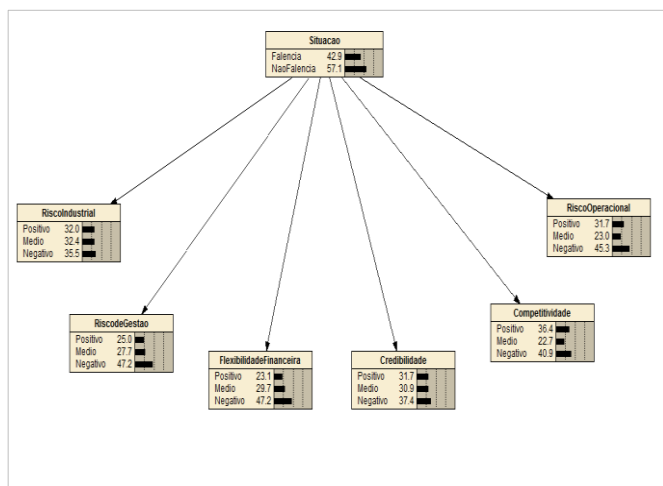 Situacao
Falencia 42.9
NaoFalencia 57.1
RiscoIndustrial
Positivo 32.0
Medio 32.4
Negativo 35.5
RiscoOperacional
Positivo 31.7
Medio 23.0
Negativo 45.3
RiscodeGestao
Positivo 25.0
Medio 27.7
Negativo 47.2
Competitividade
Positivo 36.4
Medio 22.7
Negativo 40.9
FlexibilidadeFinanceira
Positivo 23.1
Medio 29.7
Negativo 47.2
Credibilidade
Positivo 31.7
Medio 30.9
Negativo 37.4